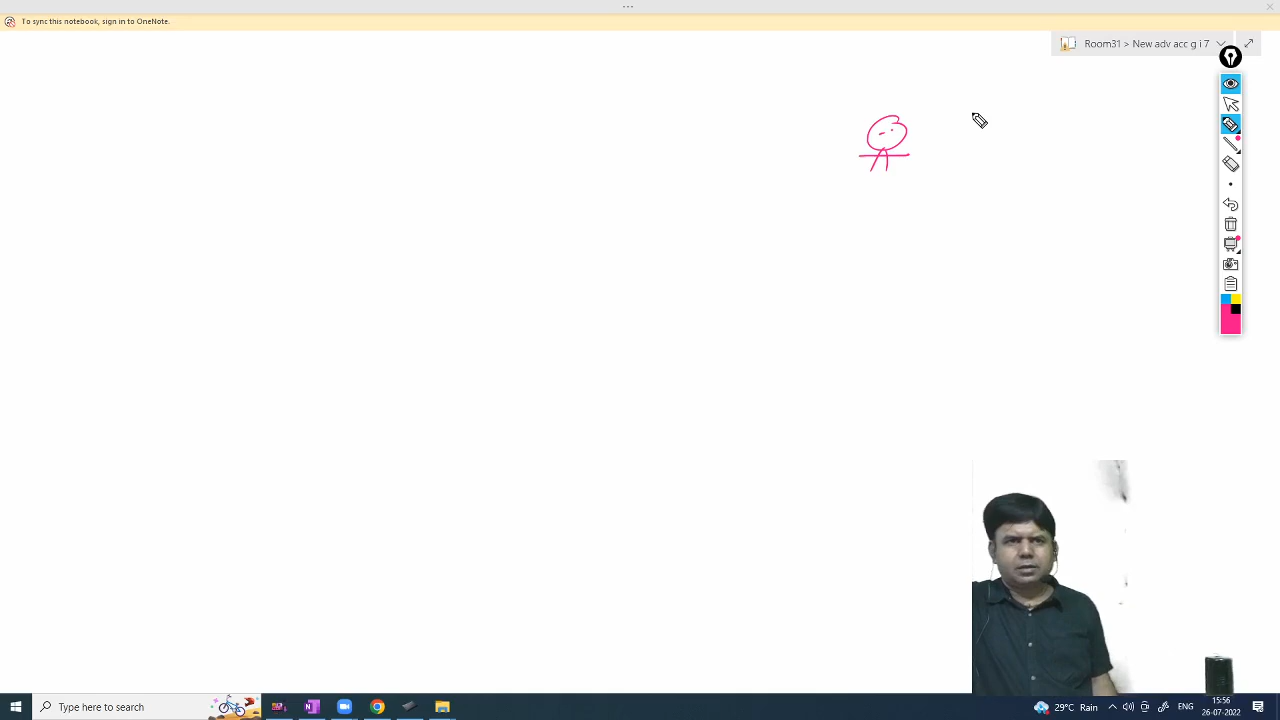 ...
To sync this notebook, sign in to OneNote.
Room31 > New adv acc g i 7
Type here to search
29°C Rain
ENG
15:56
26-07-2022